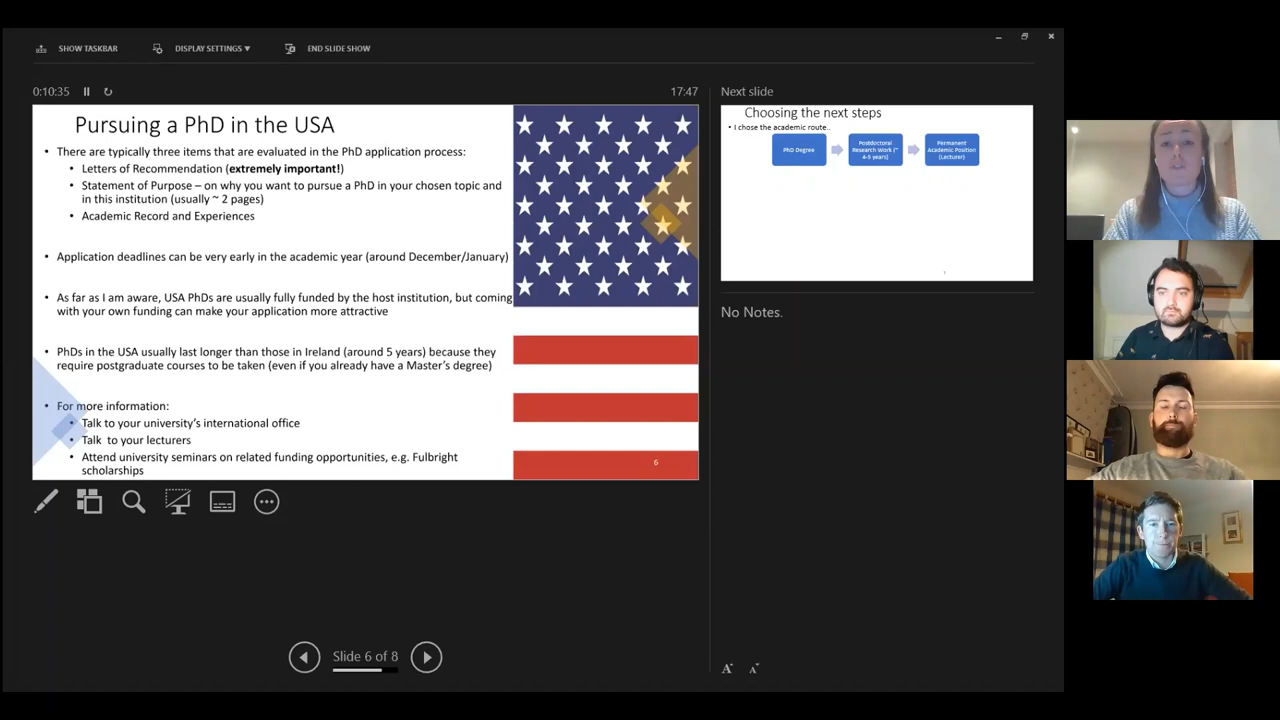 SHOW TASKBAR
DISPLAY SETTINGS ▼
END SLIDE SHOW
0:10:35
17:47
Pursuing a PhD in the USA
• There are typically three items that are evaluated in the PhD application process:
• Letters of Recommendation (extremely important!)
• Statement of Purpose – on why you want to pursue a PhD in your chosen topic and
in this institution (usually ~ 2 pages)
• Academic Record and Experiences
• Application deadlines can be very early in the academic year (around December/January)
• As far as I am aware, USA PhDs are usually fully funded by the host institution, but coming
with your own funding can make your application more attractive
• PhDs in the USA usually last longer than those in Ireland (around 5 years) because they
require postgraduate courses to be taken (even if you already have a Master's degree)
• For more information:
• Talk to your university's international office
• Talk to your lecturers
• Attend university seminars on related funding opportunities, e.g. Fulbright
scholarships
6
Slide 6 of 8
Next slide
Choosing the next steps
• I chose the academic route..
PhD Degree
Postdoctoral
Research Work (~
4-5 years)
Permanent
Academic Position
(Lecturer)
No Notes.
A
A